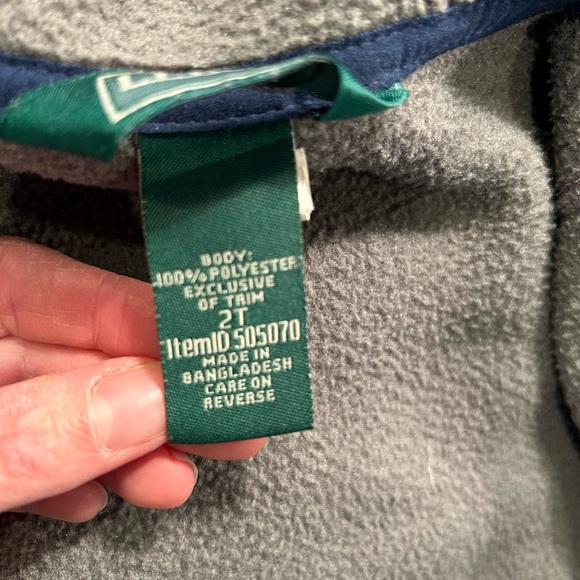 BODY:
100% POLYESTER
EXCLUSIVE
OF TRIM
2T
ItemID 505070
MADE IN
BANGLADESH
CARE ON
REVERSE